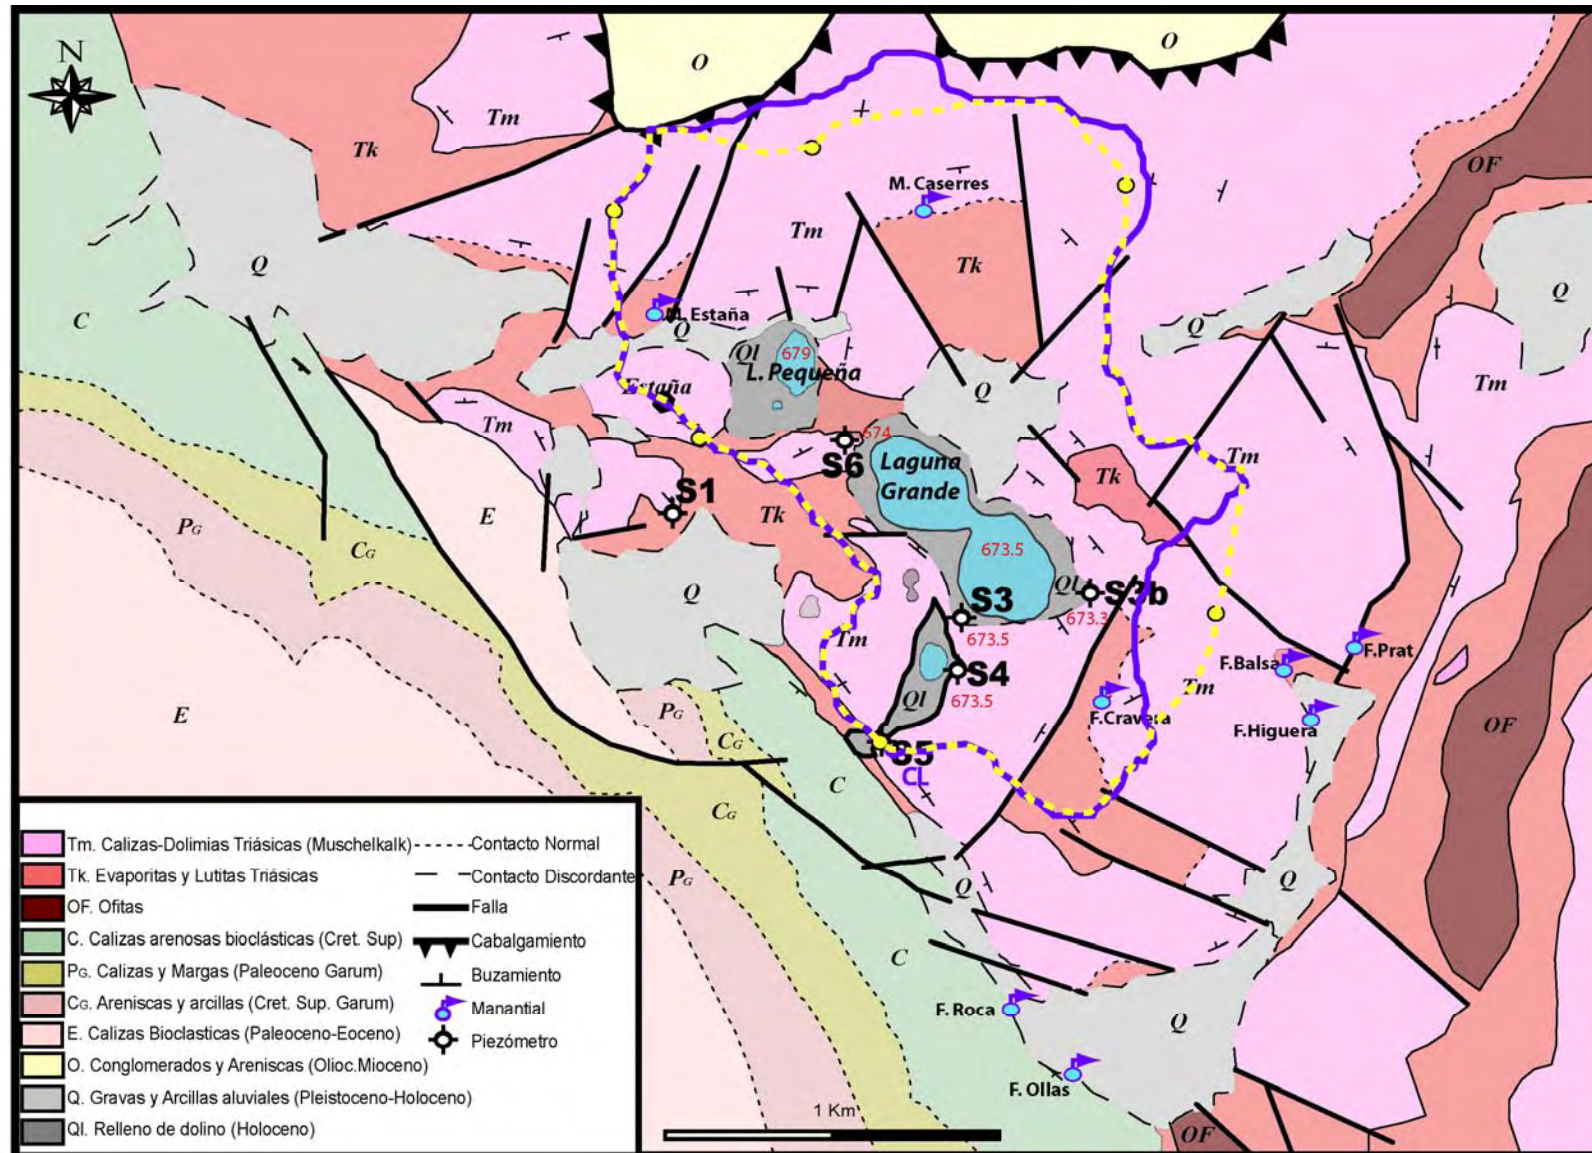 N
O
O
Tm
Tk
OF
M. Caserres
Tm
Q
Tk
Q
C
M. Estaña
Q
Q
Ql
679
L. Pequeña
Estaña
Q
Tm
Tm
674
S6
Laguna
Grande
Tm
S1
Tk
Tk
E
PG
CG
673.5
Q
Ql
S3b
673.3
S3
673.5
Tm
F.Prat
F.Balsa
S4
Tm
673.5
Ql
F.Cravera
F.Higuera
E
PG
CG
OF
S5
CL
C
CG
PG
Q
Q
C
F. Roca
Q
F. Ollas
OF
Tm. Calizas-Dolimias Triásicas (Muschelkalk)
Tk. Evaporitas y Lutitas Triásicas
OF. Ofitas
C. Calizas arenosas bioclásticas (Cret. Sup)
PG. Calizas y Margas (Paleoceno Garum)
CG. Areniscas y arcillas (Cret. Sup. Garum)
E. Calizas Bioclasticas (Paleoceno-Eoceno)
O. Conglomerados y Areniscas (Olioc.Mioceno)
Q. Gravas y Arcillas aluviales (Pleistoceno-Holoceno)
Ql. Relleno de dolino (Holoceno)
Contacto Normal
Contacto Discordante
Falla
Cabalgamiento
Buzamiento
Manantial
Piezómetro
1 Km